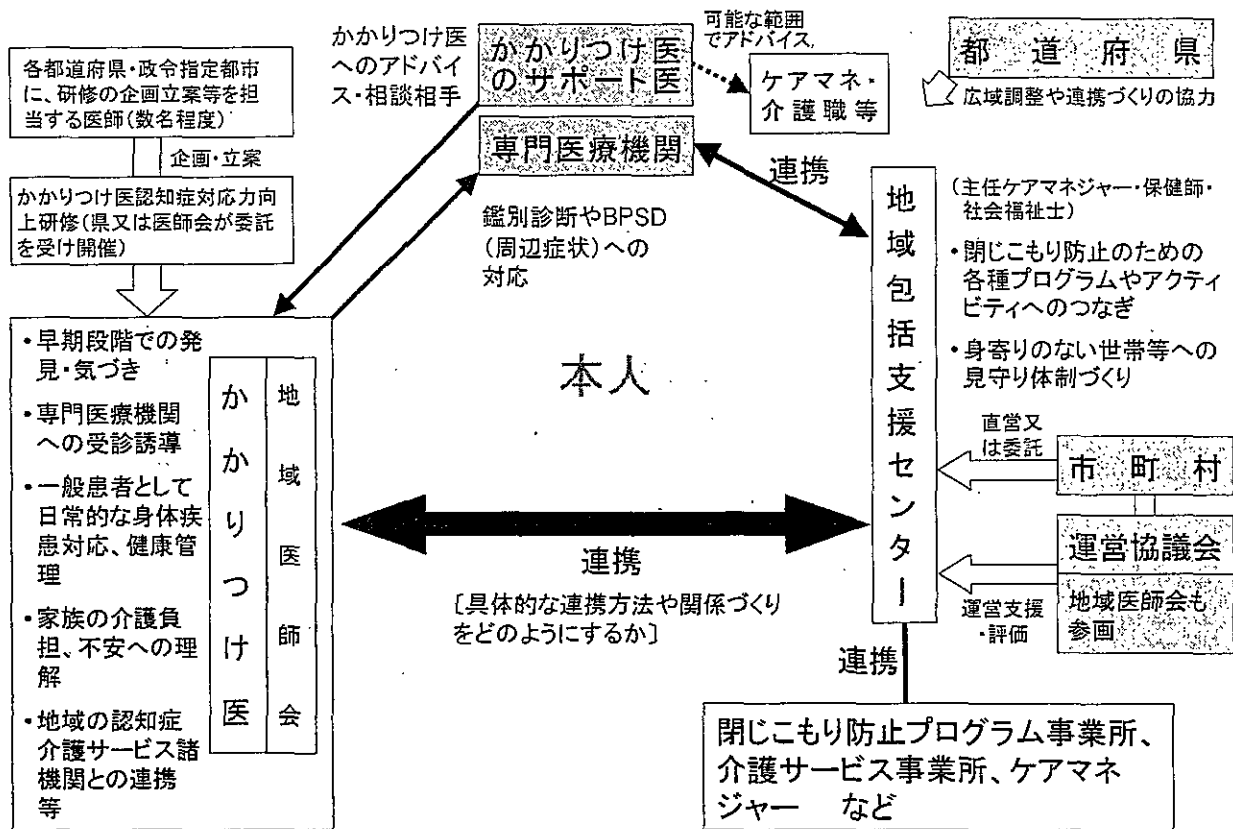 各都道府県・政令指定都市
に、研修の企画立案等を担
当する医師(数名程度)
企画・立案
かかりつけ医認知症対応力向
上研修(県又は医師会が委託
を受け開催)
かかりつけ医
へのアドバイ
ス・相談相手
かかりつけ医
のサポート医
専門医療機関
鑑別診断やBPSD
(周辺症状)への
対応
可能な範囲
でアドバイス
ケアマネ・
介護職等
都道府県
広域調整や連携づくりの協力
連携
・早期段階での発
見・気づき
・専門医療機関
への受診誘導
・一般患者として
日常的な身体疾
患対応、健康管
理
・家族の介護負
担、不安への理
解
・地域の認知症
介護サービス諸
機関との連携
等
かかりつけ医
地域医師会
本人
連携
[具体的な連携方法や関係づくり
をどのようにするか]
地域包括支援センター
(主任ケアマネジャー・保健師・
社会福祉士)
・閉じこもり防止のための
各種プログラムやアクティ
ビティへのつなぎ
・身寄りのない世帯等への
見守り体制づくり
直営又
は委託
市町村
運営協議会
地域医師会も
参画
運営支援
・評価
連携
閉じこもり防止プログラム事業所、
介護サービス事業所、ケアマネ
ジャー など